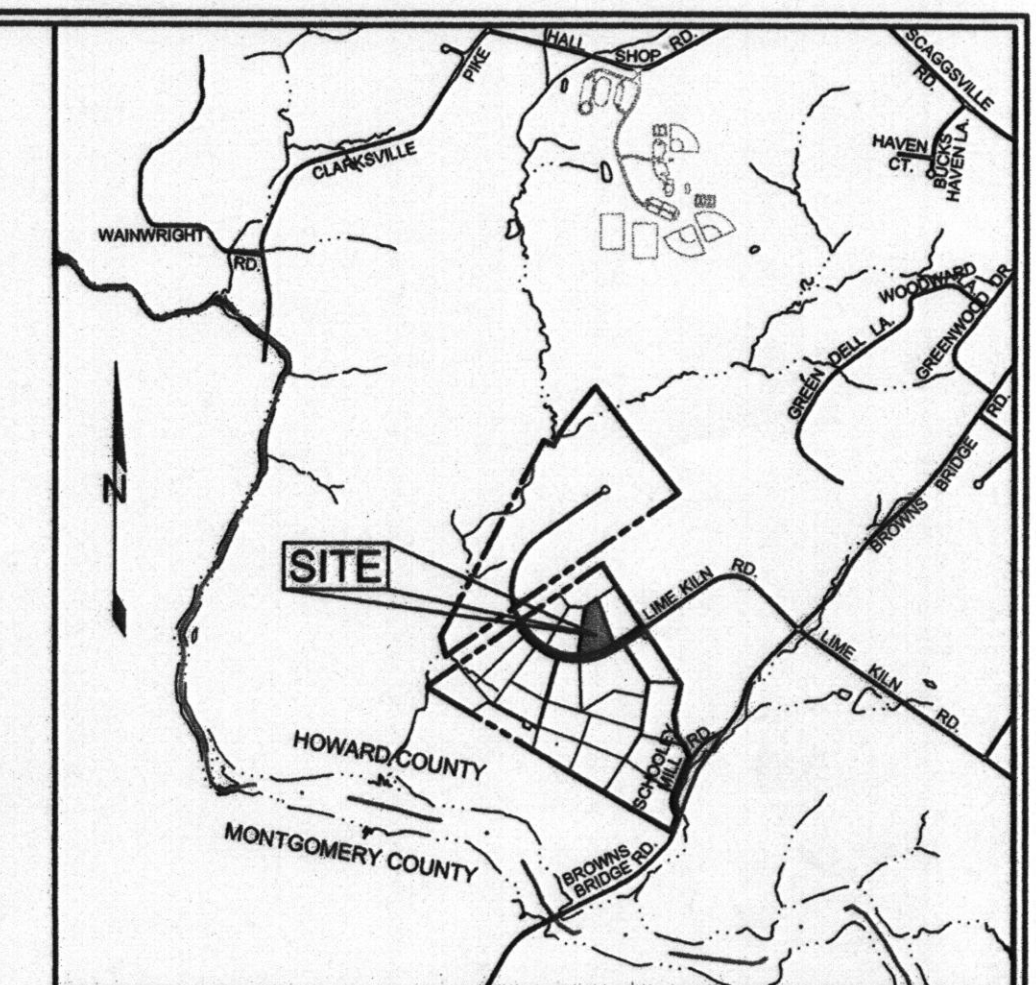 HALL
SHOP RD.
PIKE
SCAGGSVILLE
RD.
CLARKSVILLE
HAVEN
CT.
BUCKS
HAVEN LA.
WAINWRIGHT
RD.
WOODWARD
LA.
GREENWOOD DR
GREEN DELL LA.
RD.
BRIDGE
BROWNS
N
SITE
LIME KILN
RD.
LIME
KILN
RD.
HOWARD COUNTY
SCHOOLEY
MILL
RD.
MONTGOMERY COUNTY
BROWNS
BRIDGE RD.